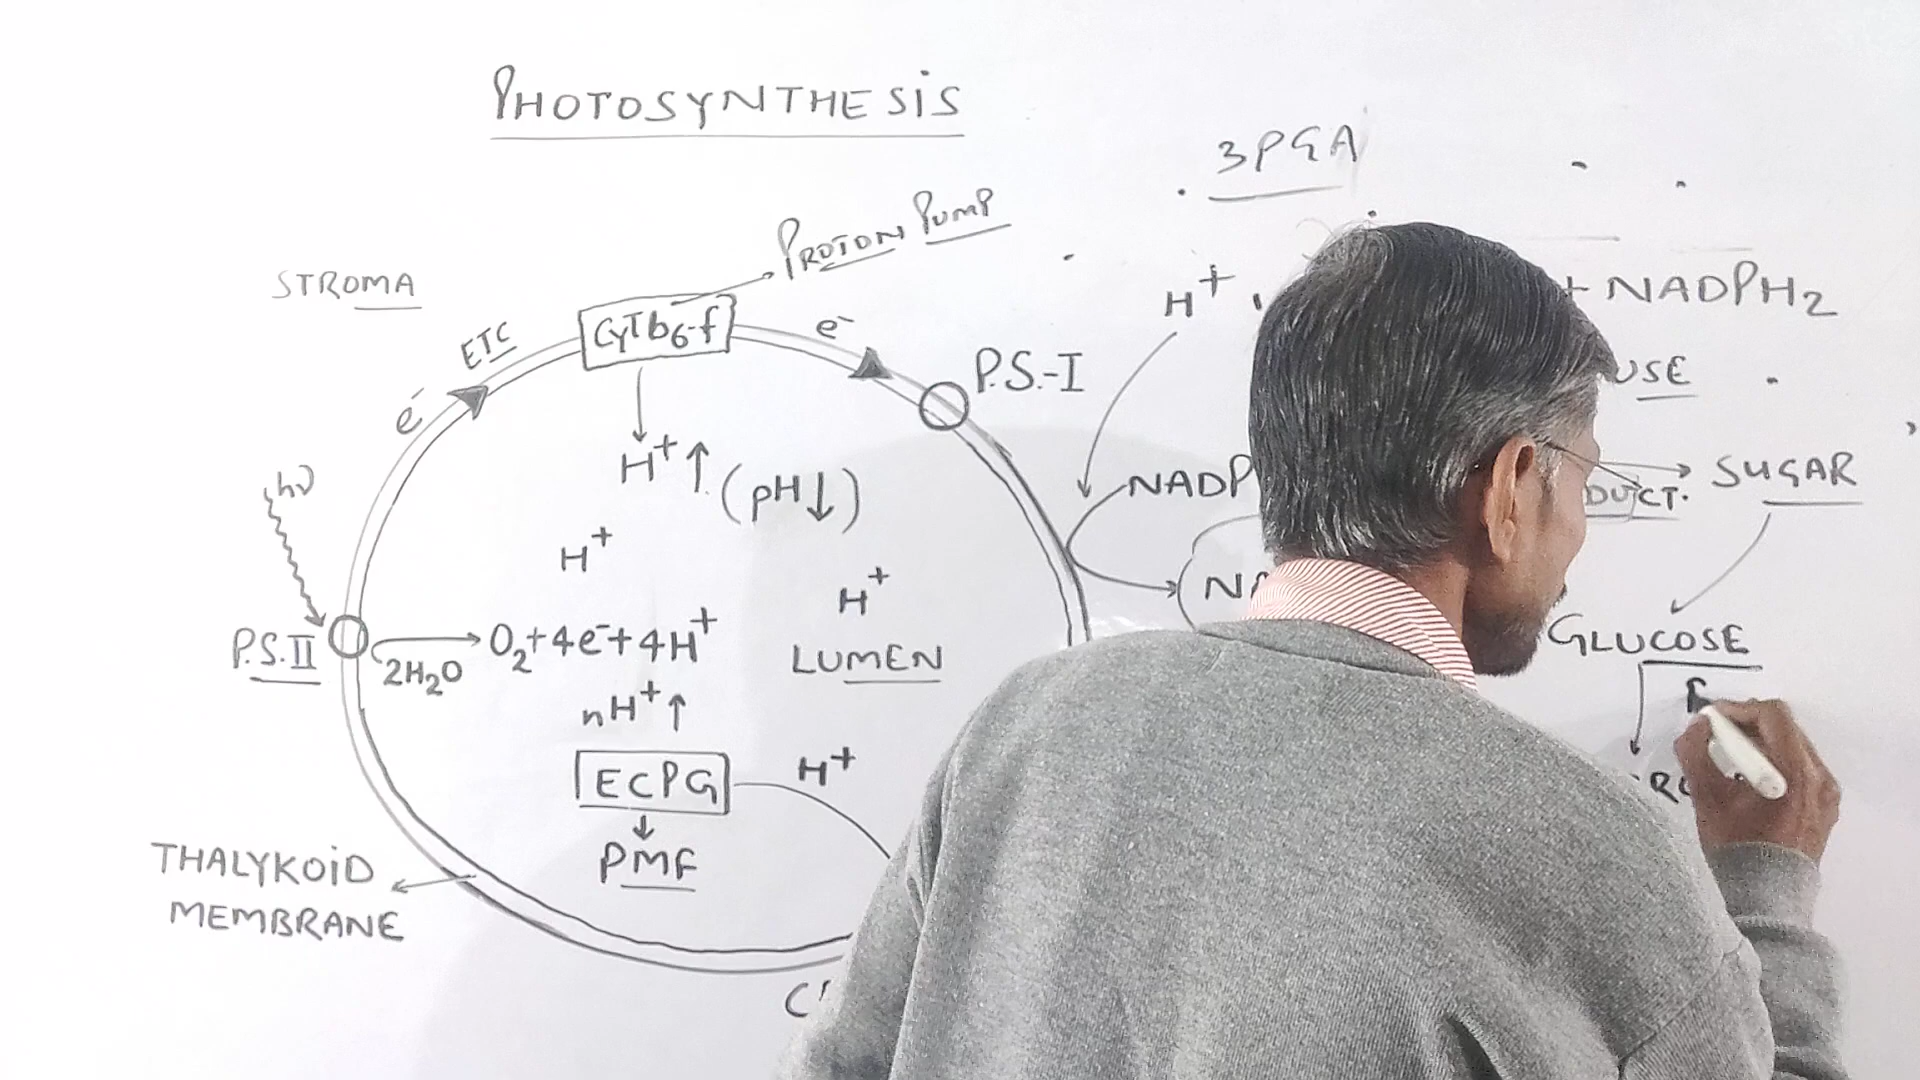 PHOTOSYNTHESIS
3PGA
PROTON PUMP
STROMA
H+
+ NADPH2
ETC
CYTb6-f
e-
P.S.-I
USE
e-
H+↑ (pH↓)
NADP
SUGAR
DUCT.
hν
H+
H+
P.S.II
2H2O
O2+4e-+4H+
LUMEN
GLUCOSE
nH+↑
ECPG
H+
PMF
THALYKOID
MEMBRANE